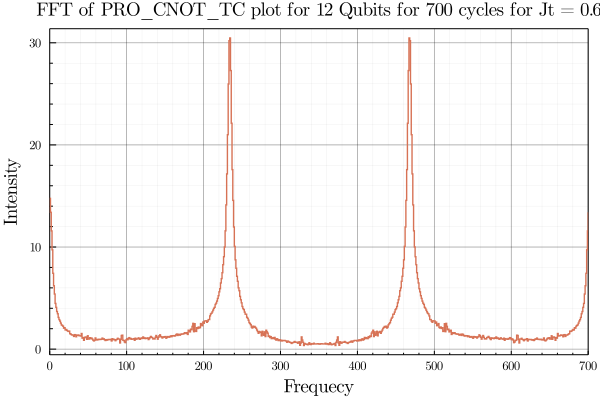 FFT of PRO_CNOT_TC plot for 12 Qubits for 700 cycles for Jt = 0.6
30
20
10
0
Intensity
0 100 200 300 400 500 600 700
Frequecy